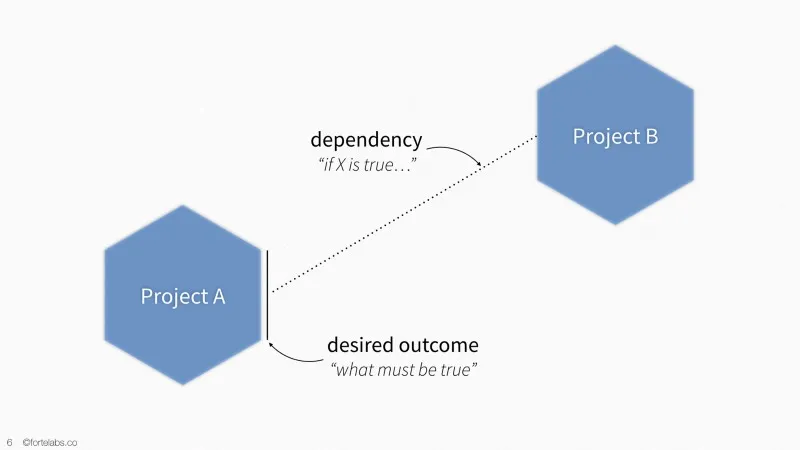 Project B
dependency
“if X is true…”
Project A
desired outcome
“what must be true”
6 ©fortelabs.co